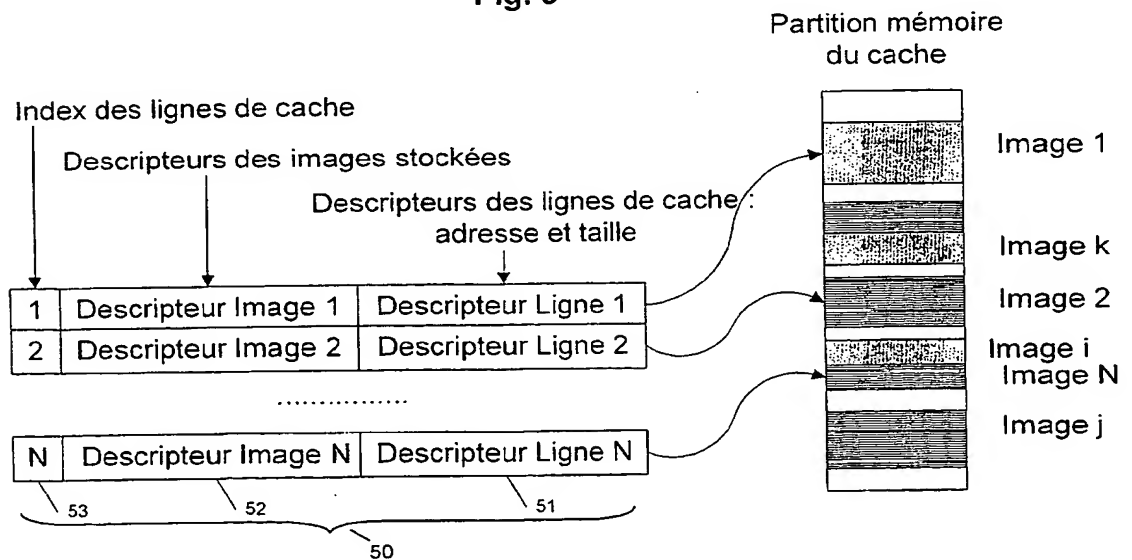 Partition mémoire
du cache
Index des lignes de cache
Descripteurs des images stockées
Descripteurs des lignes de cache :
adresse et taille
1 Descripteur Image 1 Descripteur Ligne 1
2 Descripteur Image 2 Descripteur Ligne 2
..............
N Descripteur Image N Descripteur Ligne N
53 52 51
50
Image 1
Image k
Image 2
Image i
Image N
Image j